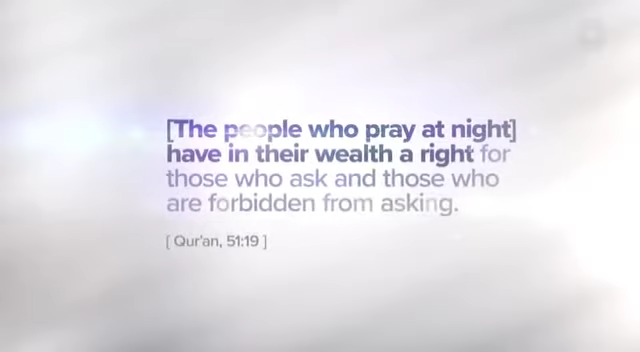 [The people who pray at night]
have in their wealth a right for
those who ask and those who
are forbidden from asking.
[ Qur'an, 51:19 ]